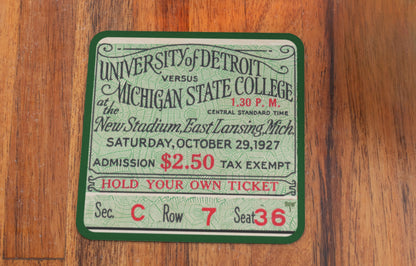 UNIVERSITY of DETROIT
VERSUS
MICHIGAN STATE COLLEGE
1.30 P. M.
at the
CENTRAL STANDARD TIME
New Stadium, East Lansing, Mich.
SATURDAY, OCTOBER 29, 1927
ADMISSION $2.50 TAX EXEMPT
HOLD YOUR OWN TICKET
Sec. C Row 7 Seat 36